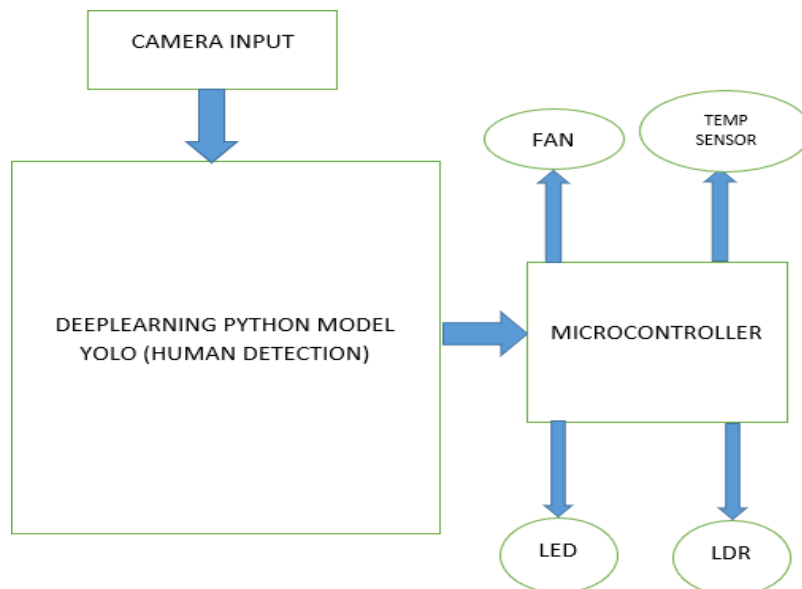 CAMERA INPUT
FAN
TEMP
SENSOR
DEEPLEARNING PYTHON MODEL
YOLO (HUMAN DETECTION)
MICROCONTROLLER
LED
LDR